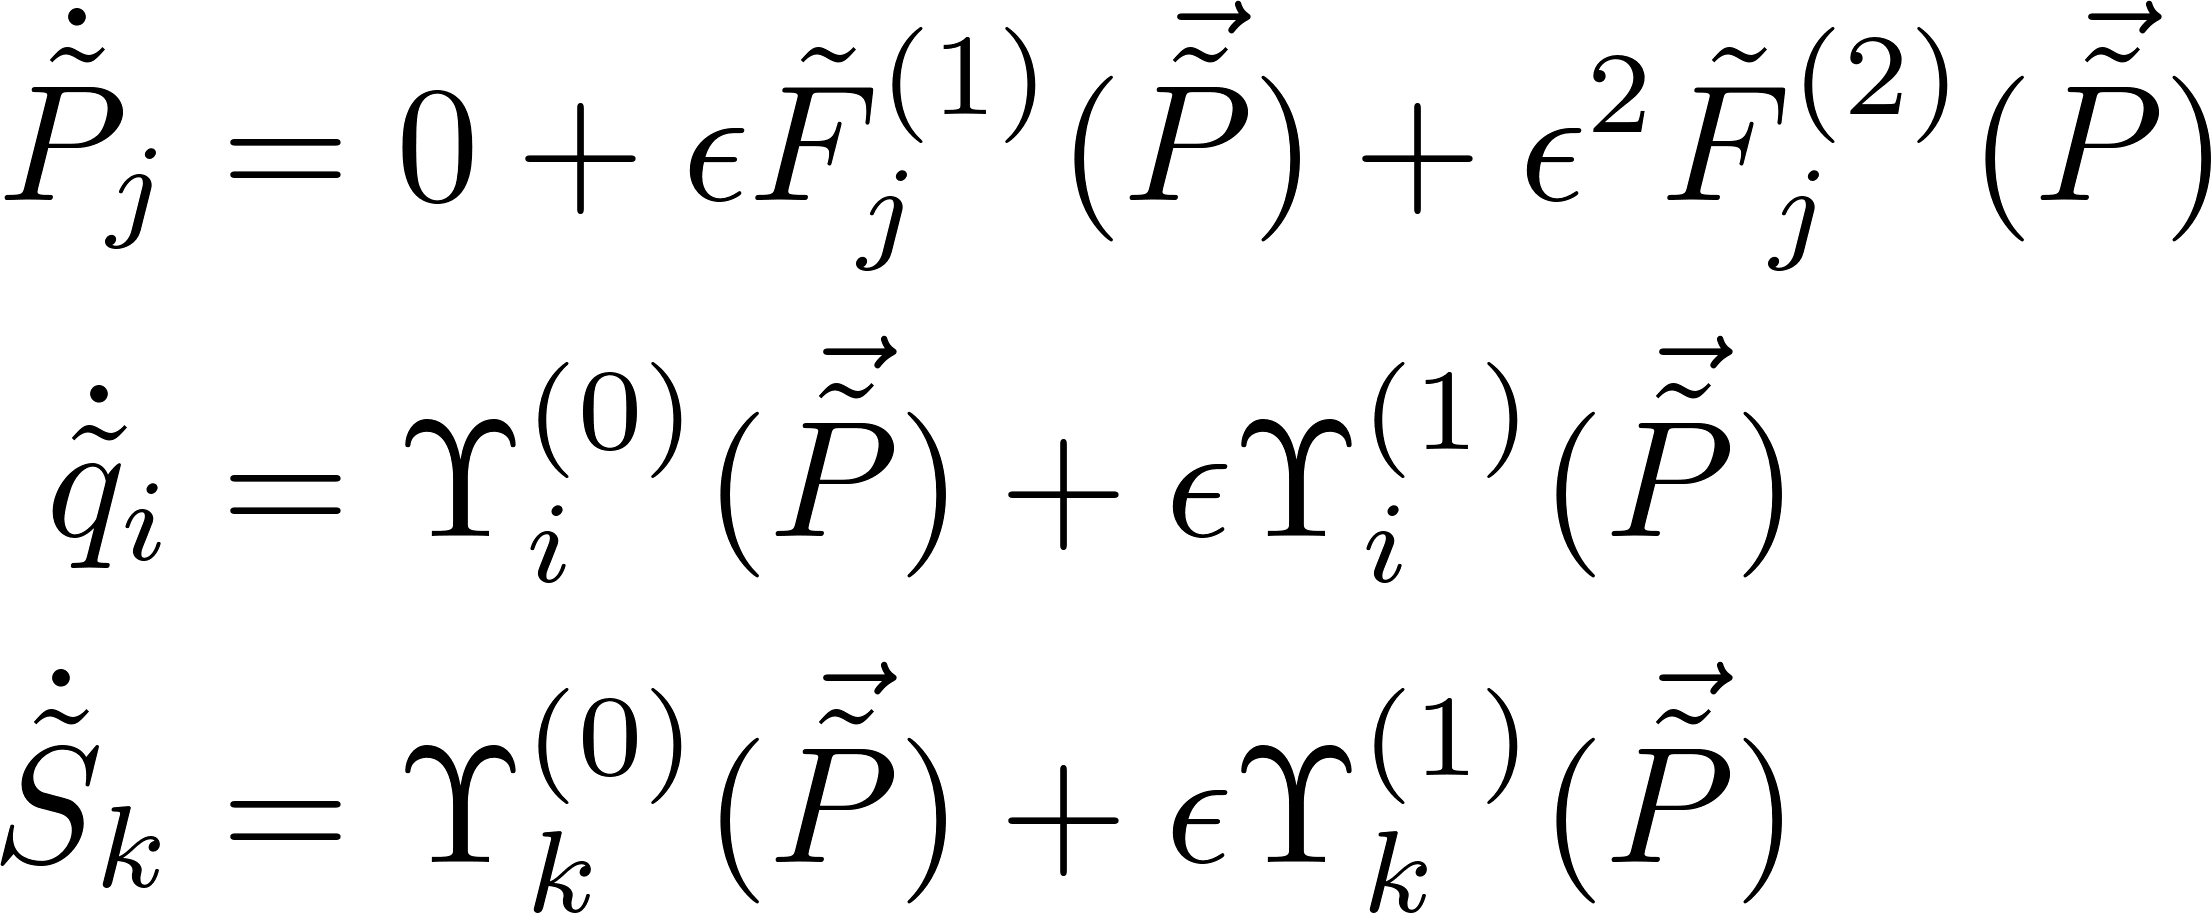 $\dot{\tilde{P}}_j = 0 + \epsilon \tilde{F}_j^{(1)}(\vec{\tilde{P}}) + \epsilon^2 \tilde{F}_j^{(2)}(\vec{\tilde{P}})$
$\dot{\tilde{q}}_i = \Upsilon_i^{(0)}(\vec{\tilde{P}}) + \epsilon \Upsilon_i^{(1)}(\vec{\tilde{P}})$
$\dot{\tilde{S}}_k = \Upsilon_k^{(0)}(\vec{\tilde{P}}) + \epsilon \Upsilon_k^{(1)}(\vec{\tilde{P}})$